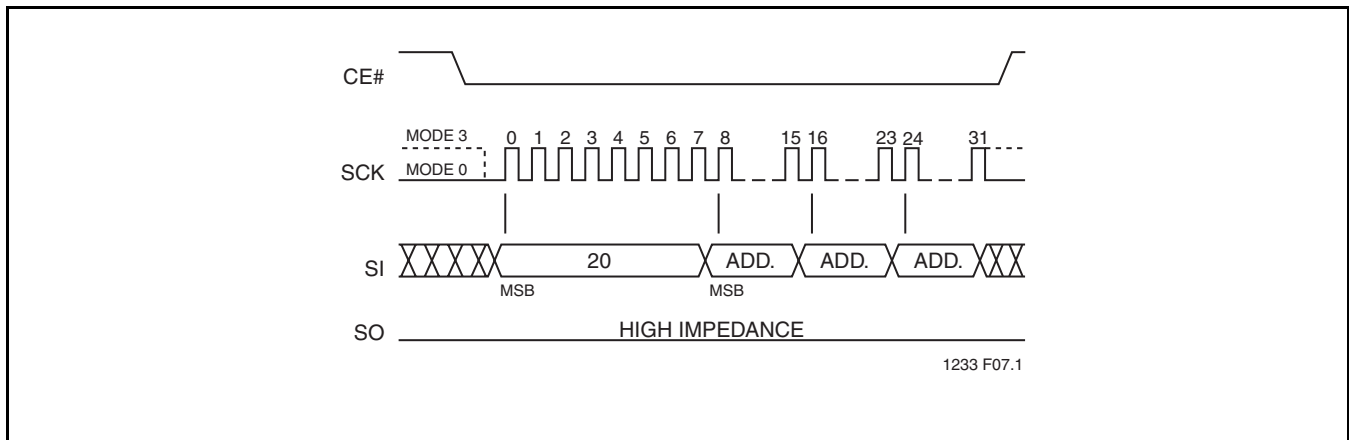 CE#
MODE 3
0 1 2 3 4 5 6 7 8 15 16 23 24 31
SCK MODE 0
SI 20 ADD. ADD. ADD.
MSB MSB
SO HIGH IMPEDANCE
1233 F07.1